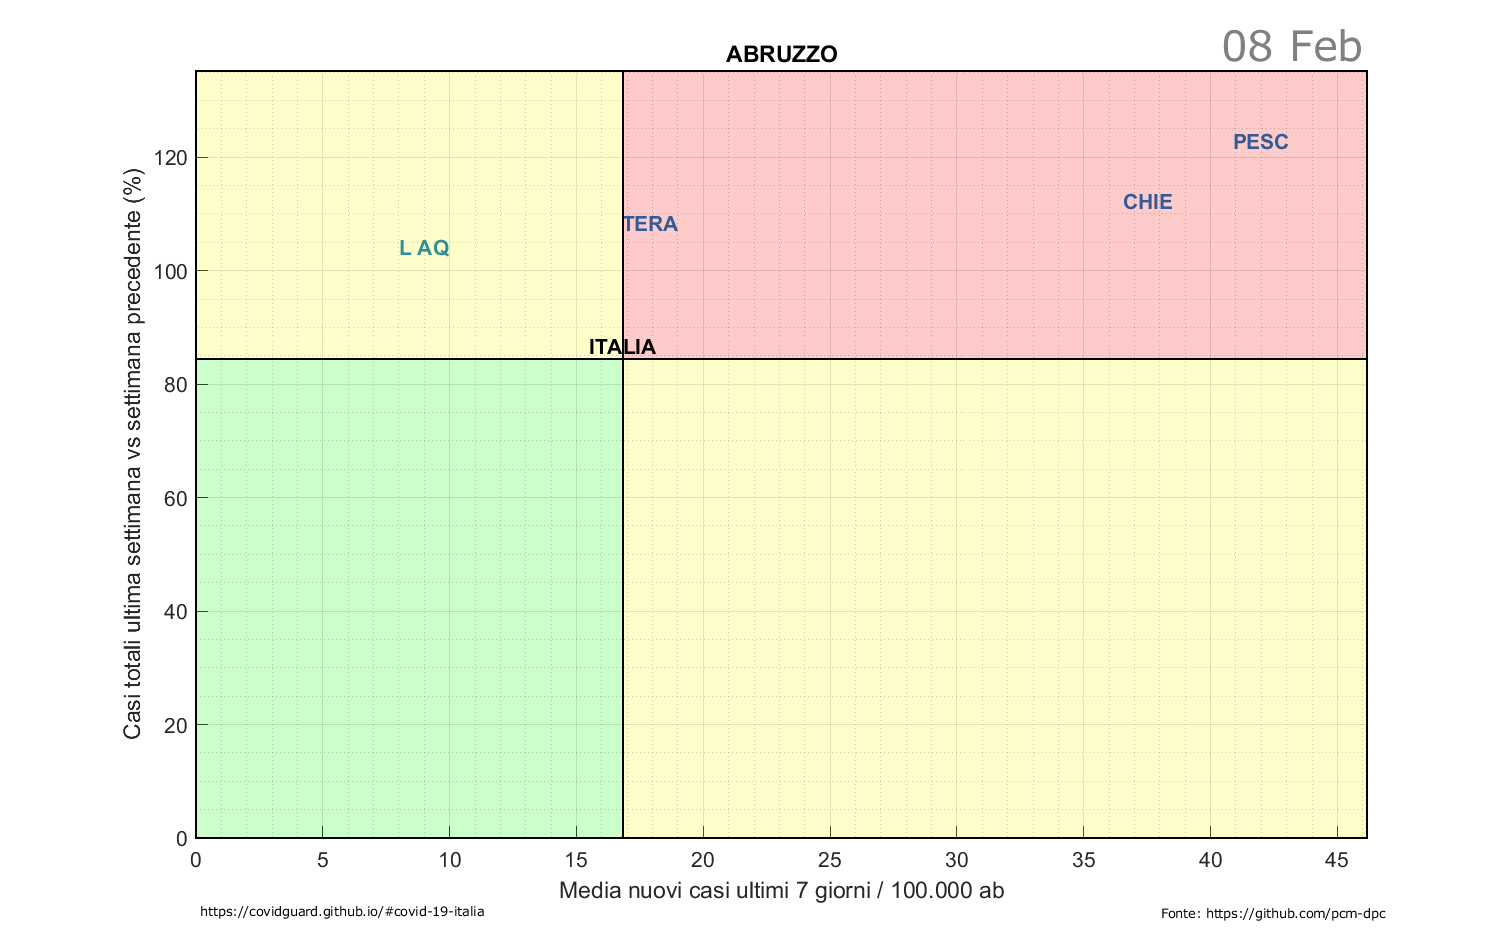 08 Feb
ABRUZZO
Casi totali ultima settimana vs settimana precedente (%)
120
100
80
60
40
20
0
PESC
CHIE
TERA
L AQ
ITALIA
0 5 10 15 20 25 30 35 40 45
Media nuovi casi ultimi 7 giorni / 100.000 ab
https://covidguard.github.io/#covid-19-italia
Fonte: https://github.com/pcm-dpc